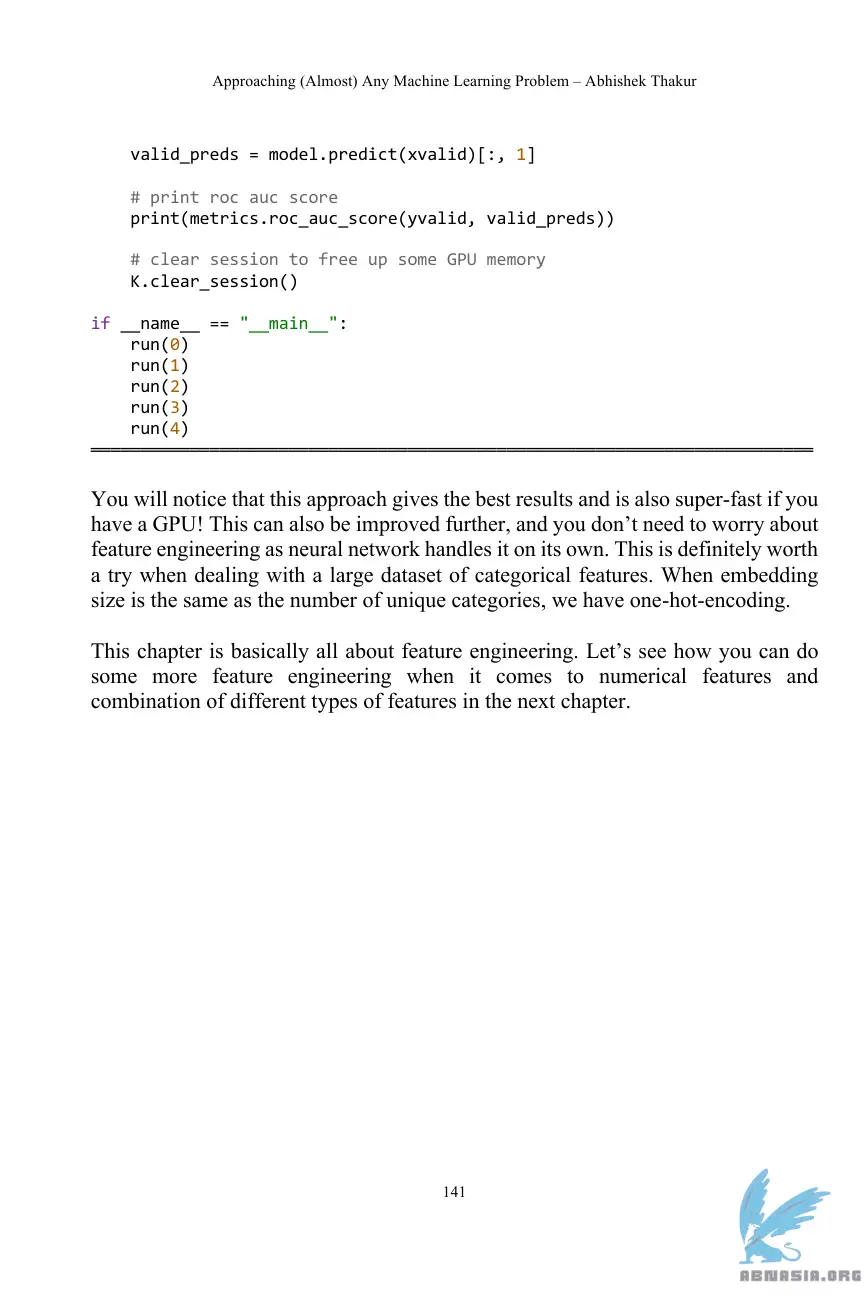 Approaching (Almost) Any Machine Learning Problem – Abhishek Thakur
    valid_preds = model.predict(xvalid)[:, 1]
    # print roc auc score
    print(metrics.roc_auc_score(yvalid, valid_preds))
    # clear session to free up some GPU memory
    K.clear_session()
if __name__ == "__main__":
    run(0)
    run(1)
    run(2)
    run(3)
    run(4)
You will notice that this approach gives the best results and is also super-fast if you
have a GPU! This can also be improved further, and you don’t need to worry about
feature engineering as neural network handles it on its own. This is definitely worth
a try when dealing with a large dataset of categorical features. When embedding
size is the same as the number of unique categories, we have one-hot-encoding.
This chapter is basically all about feature engineering. Let’s see how you can do
some more feature engineering when it comes to numerical features and
combination of different types of features in the next chapter.
141
ABNASIA.ORG